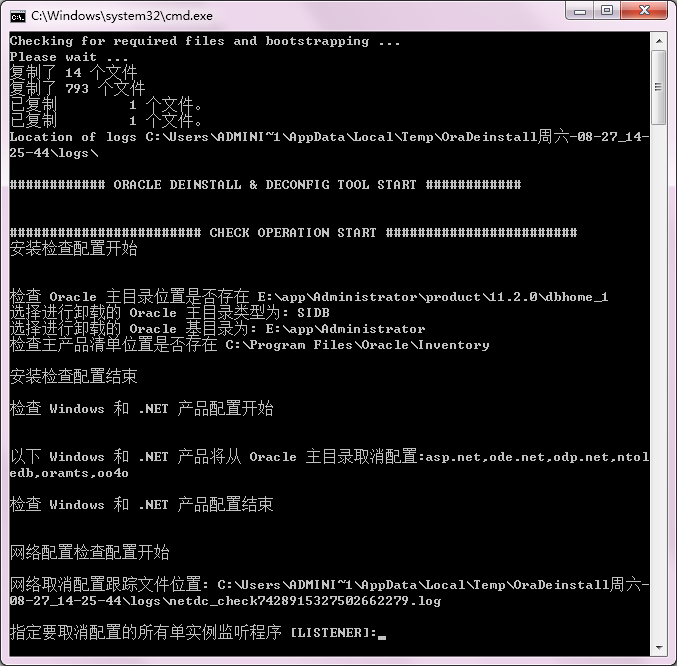 C:\Windows\system32\cmd.exe
Checking for required files and bootstrapping ...
Please wait ...
复制了 14 个文件
复制了 793 个文件
已复制         1 个文件。
已复制         1 个文件。
Location of logs C:\Users\ADMINI~1\AppData\Local\Temp\OraDeinstall周六-08-27_14-
25-44\logs\
############ ORACLE DEINSTALL & DECONFIG TOOL START ############
######################## CHECK OPERATION START ########################
安装检查配置开始
检查 Oracle 主目录位置是否存在 E:\app\Administrator\product\11.2.0\dbhome_1
选择进行卸载的 Oracle 主目录类型为: SIDB
选择进行卸载的 Oracle 基目录为: E:\app\Administrator
检查主产品清单位置是否存在 C:\Program Files\Oracle\Inventory
安装检查配置结束
检查 Windows 和 .NET 产品配置开始
以下 Windows 和 .NET 产品将从 Oracle 主目录取消配置:asp.net,ode.net,odp.net,ntol
edb,oramts,oo4o
检查 Windows 和 .NET 产品配置结束
网络配置检查配置开始
网络取消配置跟踪文件位置: C:\Users\ADMINI~1\AppData\Local\Temp\OraDeinstall周六-
08-27_14-25-44\logs\netdc_check7428915327502662279.log
指定要取消配置的所有单实例监听程序 [LISTENER]: